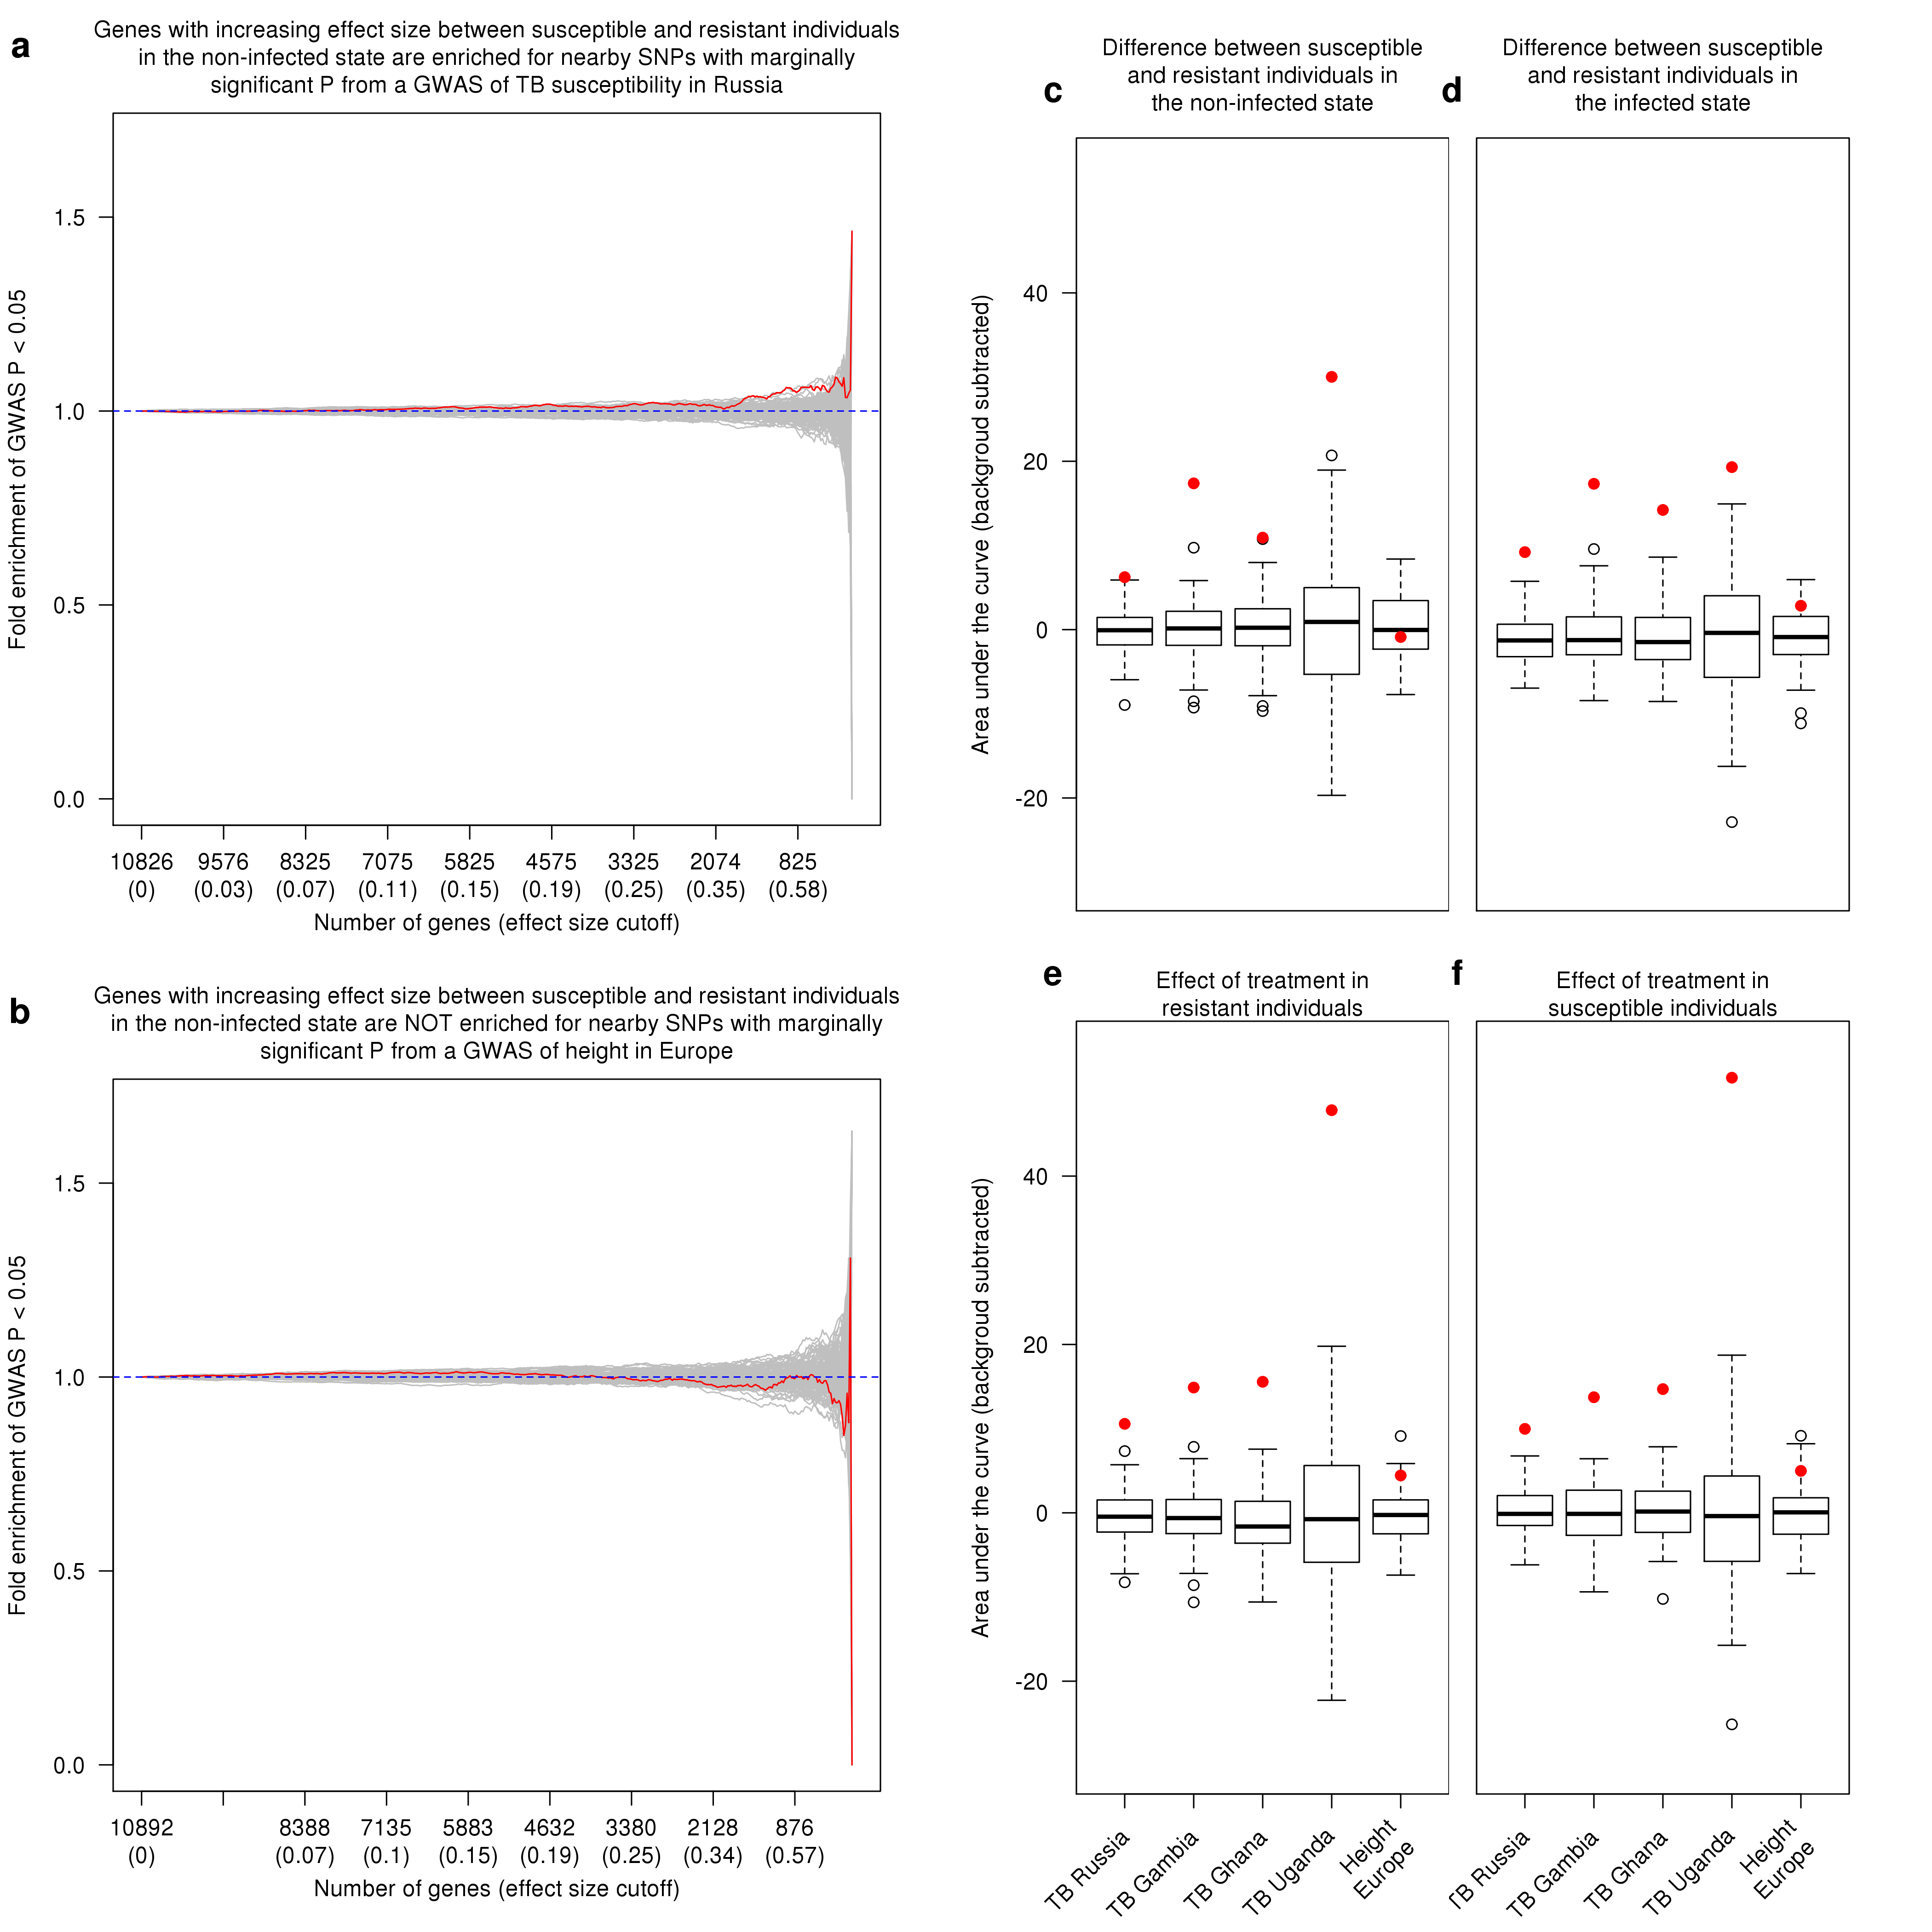 a
Genes with increasing effect size between susceptible and resistant individuals
in the non-infected state are enriched for nearby SNPs with marginally
significant P from a GWAS of TB susceptibility in Russia
Fold enrichment of GWAS P < 0.05
1.5
1.0
0.5
0.0
10826 9576 8325 7075 5825 4575 3325 2074 825
(0) (0.03) (0.07) (0.11) (0.15) (0.19) (0.25) (0.35) (0.58)
Number of genes (effect size cutoff)
b
Genes with increasing effect size between susceptible and resistant individuals
in the non-infected state are NOT enriched for nearby SNPs with marginally
significant P from a GWAS of height in Europe
Fold enrichment of GWAS P < 0.05
1.5
1.0
0.5
0.0
10892 8388 7135 5883 4632 3380 2128 876
(0) (0.07) (0.1) (0.15) (0.19) (0.25) (0.34) (0.57)
Number of genes (effect size cutoff)
c
Difference between susceptible
and resistant individuals in
the non-infected state
Area under the curve (backgroud subtracted)
40
20
0
-20
d
Difference between susceptible
and resistant individuals in
the infected state
e
Effect of treatment in
resistant individuals
Area under the curve (backgroud subtracted)
40
20
0
-20
TB Russia
TB Gambia
TB Ghana
TB Uganda
Height
Europe
f
Effect of treatment in
susceptible individuals
TB Russia
TB Gambia
TB Ghana
TB Uganda
Height
Europe